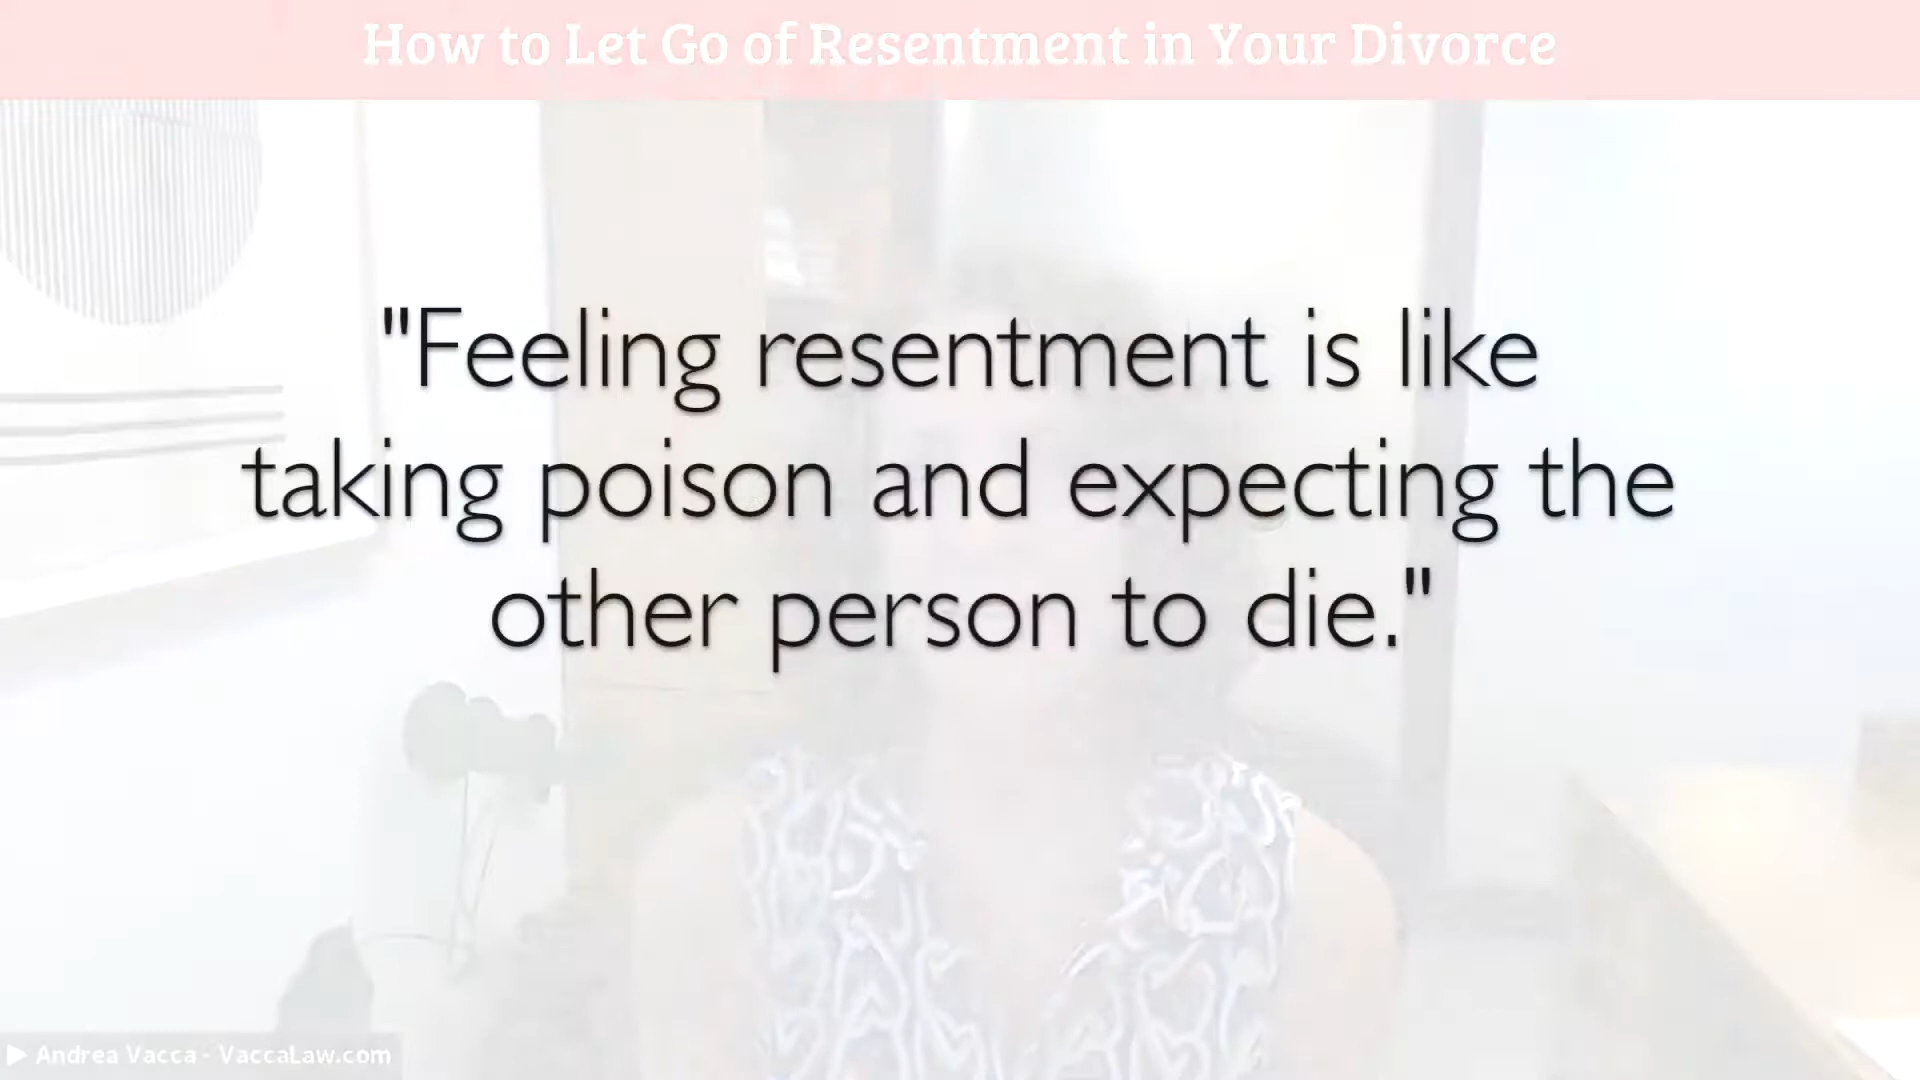 How to Let Go of Resentment in Your Divorce
"Feeling resentment is like
taking poison and expecting the
other person to die."
▶ Andrea Vacca - VaccaLaw.com